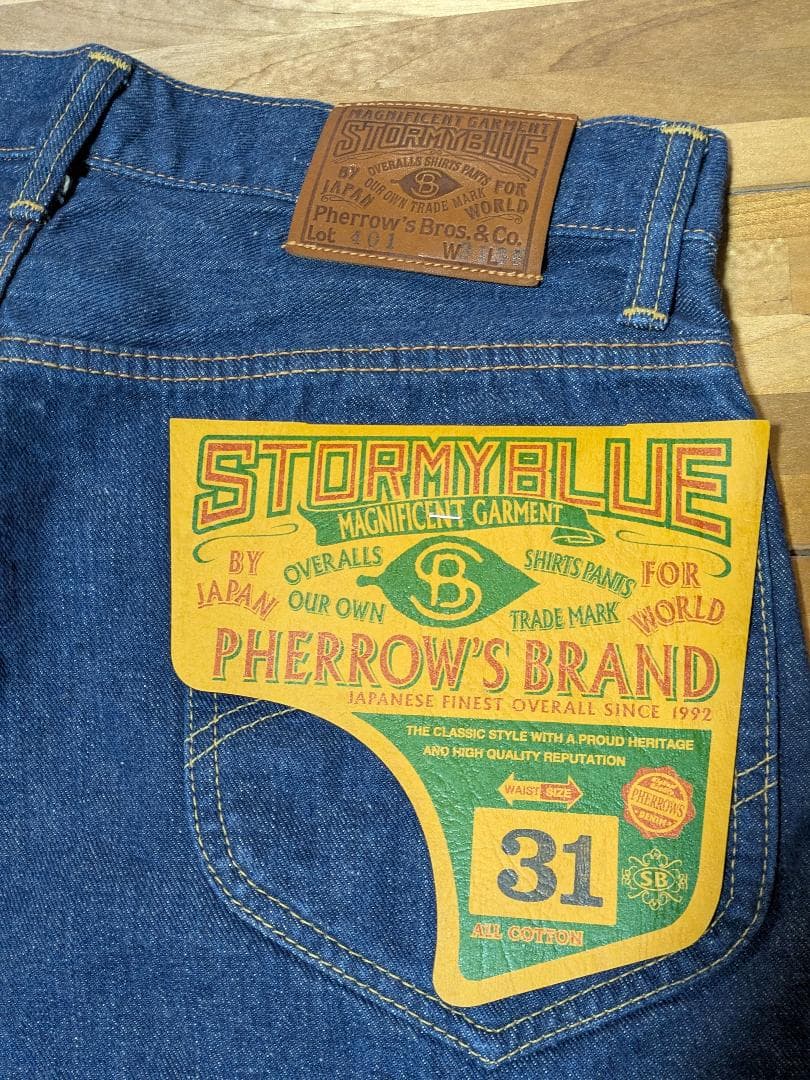 MAGNIFICENT GARMENT
STORMYBLUE
OVERALLS SHIRTS PANTS
BY JAPAN
SB
FOR WORLD
OUR OWN TRADE MARK
Pherrow's Bros. & Co.
Lot 401 W L
STORMYBLUE
MAGNIFICENT GARMENT
BY JAPAN
OVERALLS
SB
SHIRTS PANTS
FOR WORLD
OUR OWN
TRADE MARK
PHERROW'S BRAND
JAPANESE FINEST OVERALL SINCE 1992
THE CLASSIC STYLE WITH A PROUD HERITAGE
AND HIGH QUALITY REPUTATION
WAIST SIZE
PHERROWS
DENIM
31
SB
ALL COTTON